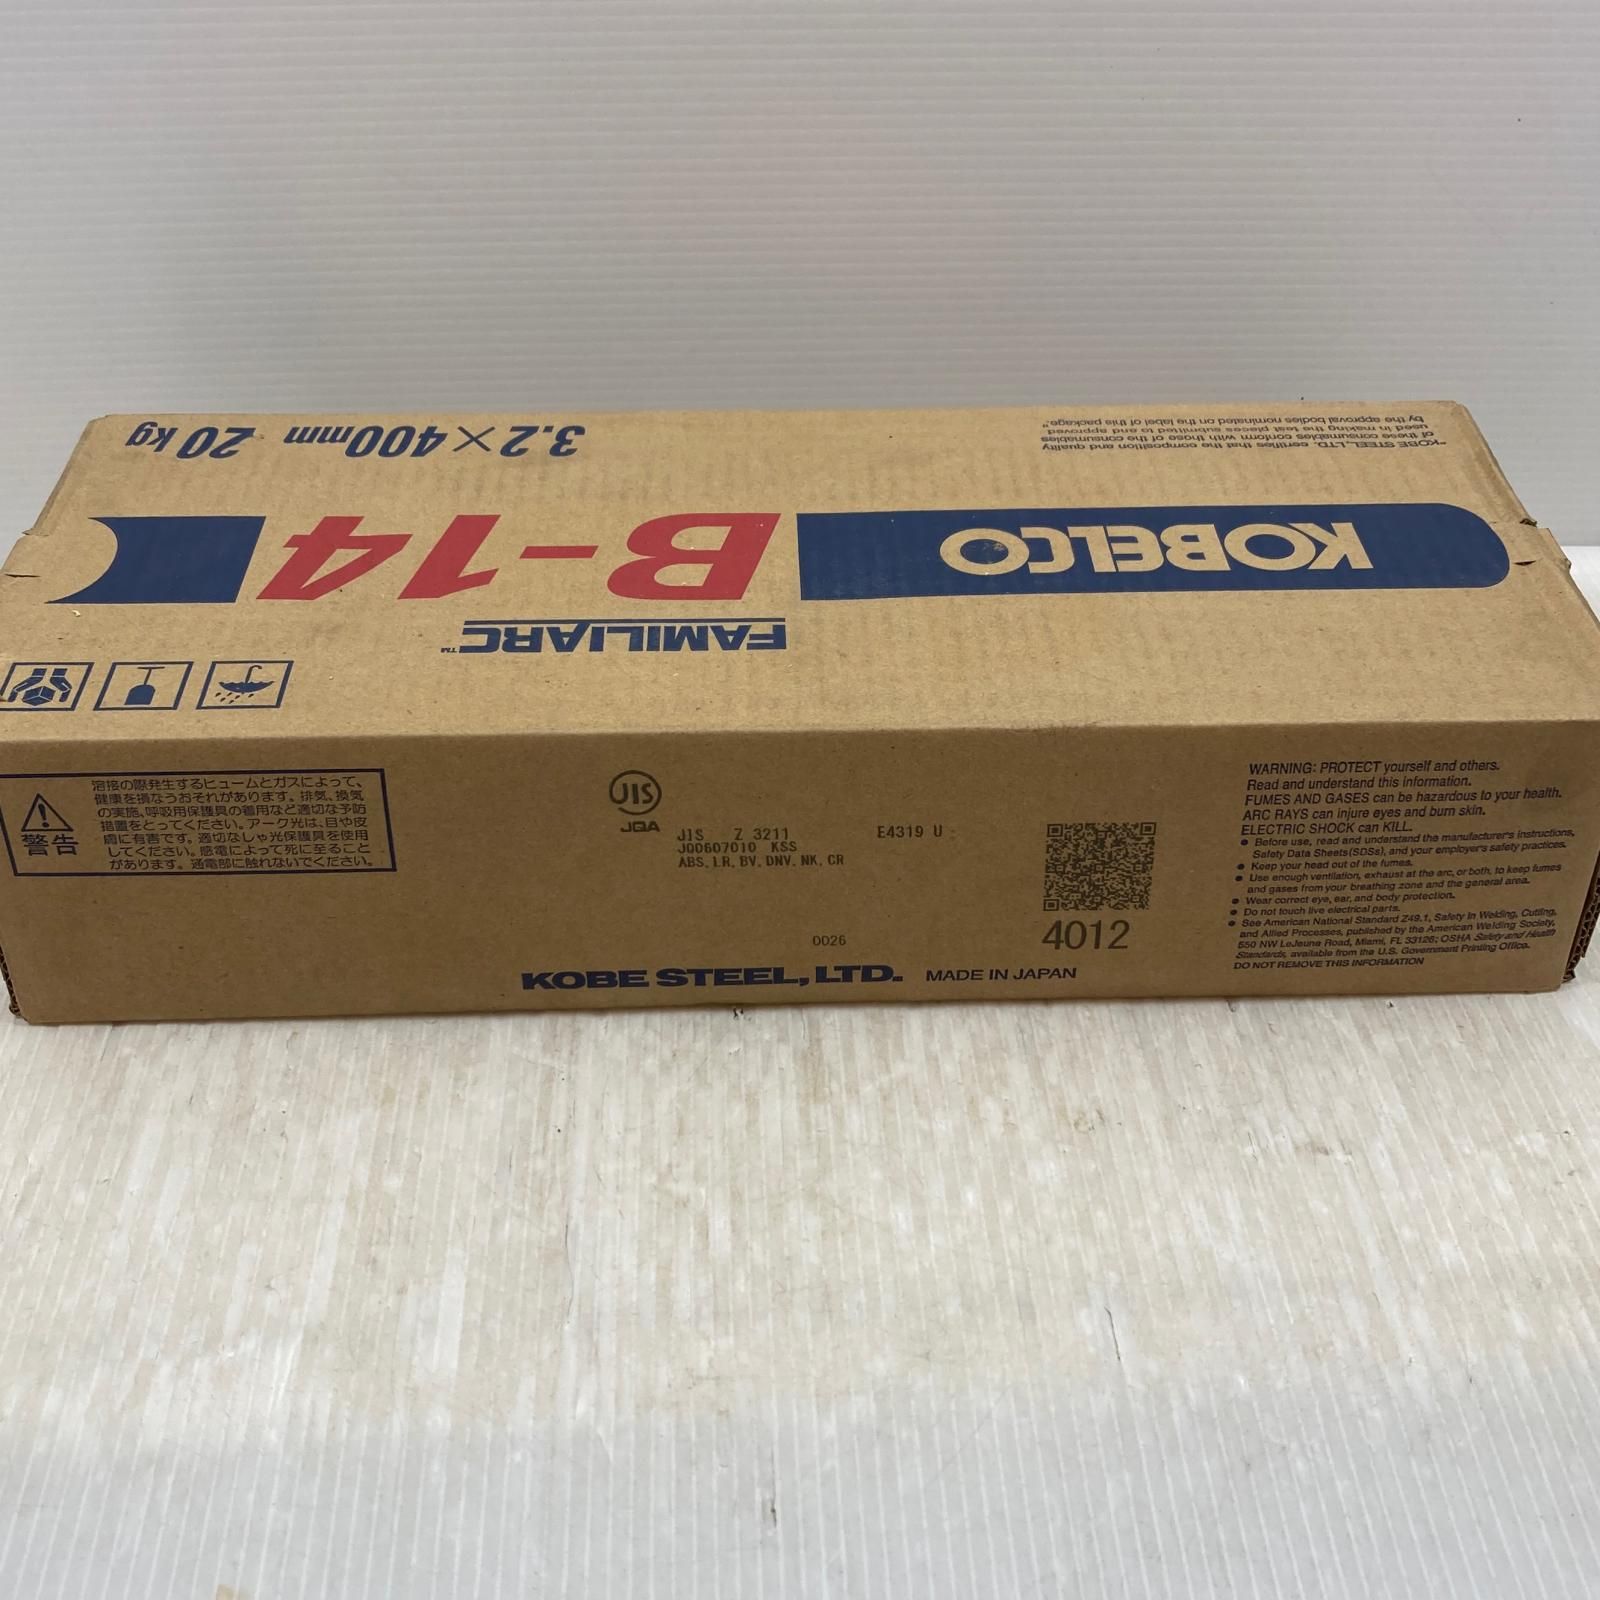 3.2×400mm 20kg
"KOBE STEEL, LTD. certifies that the composition and quality
of these consumables conform with those of the consumables
used in making the test pieces submitted to and approved
by the approval bodies nominated on the label of this package"
KOBELCO
B-14
FAMILIARC™
警告
溶接の際発生するヒュームとガスによって、
健康を損なうおそれがあります。排気、換気
の実施、呼吸用保護具の着用など適切な予防
措置をとってください。アーク光は、目や皮
膚に有害です。適切なしゃ光保護具を使用
してください。感電によって死に至ること
があります。通電部に触れないでください。
JIS
JQA
JIS Z 3211 E4319 U
JQ0607010 KSS
ABS, LR, BV, DNV, NK, CR
0026
4012
KOBE STEEL, LTD. MADE IN JAPAN
WARNING: PROTECT yourself and others.
Read and understand this information.
FUMES AND GASES can be hazardous to your health.
ARC RAYS can injure eyes and burn skin.
ELECTRIC SHOCK can KILL.
● Before use, read and understand the manufacturer's instructions,
Safety Data Sheets(SDSs), and your employer's safety practices.
● Keep your head out of the fumes.
● Use enough ventilation, exhaust at the arc, or both, to keep fumes
and gases from your breathing zone and the general area.
● Wear correct eye, ear, and body protection.
● Do not touch live electrical parts.
● See American National Standard Z49.1, Safety in Welding, Cutting,
and Allied Processes, published by the American Welding Society,
550 NW LeJeune Road, Miami, FL 33126; OSHA Safety and Health
Standards, available from the U.S. Government Printing Office.
DO NOT REMOVE THIS INFORMATION